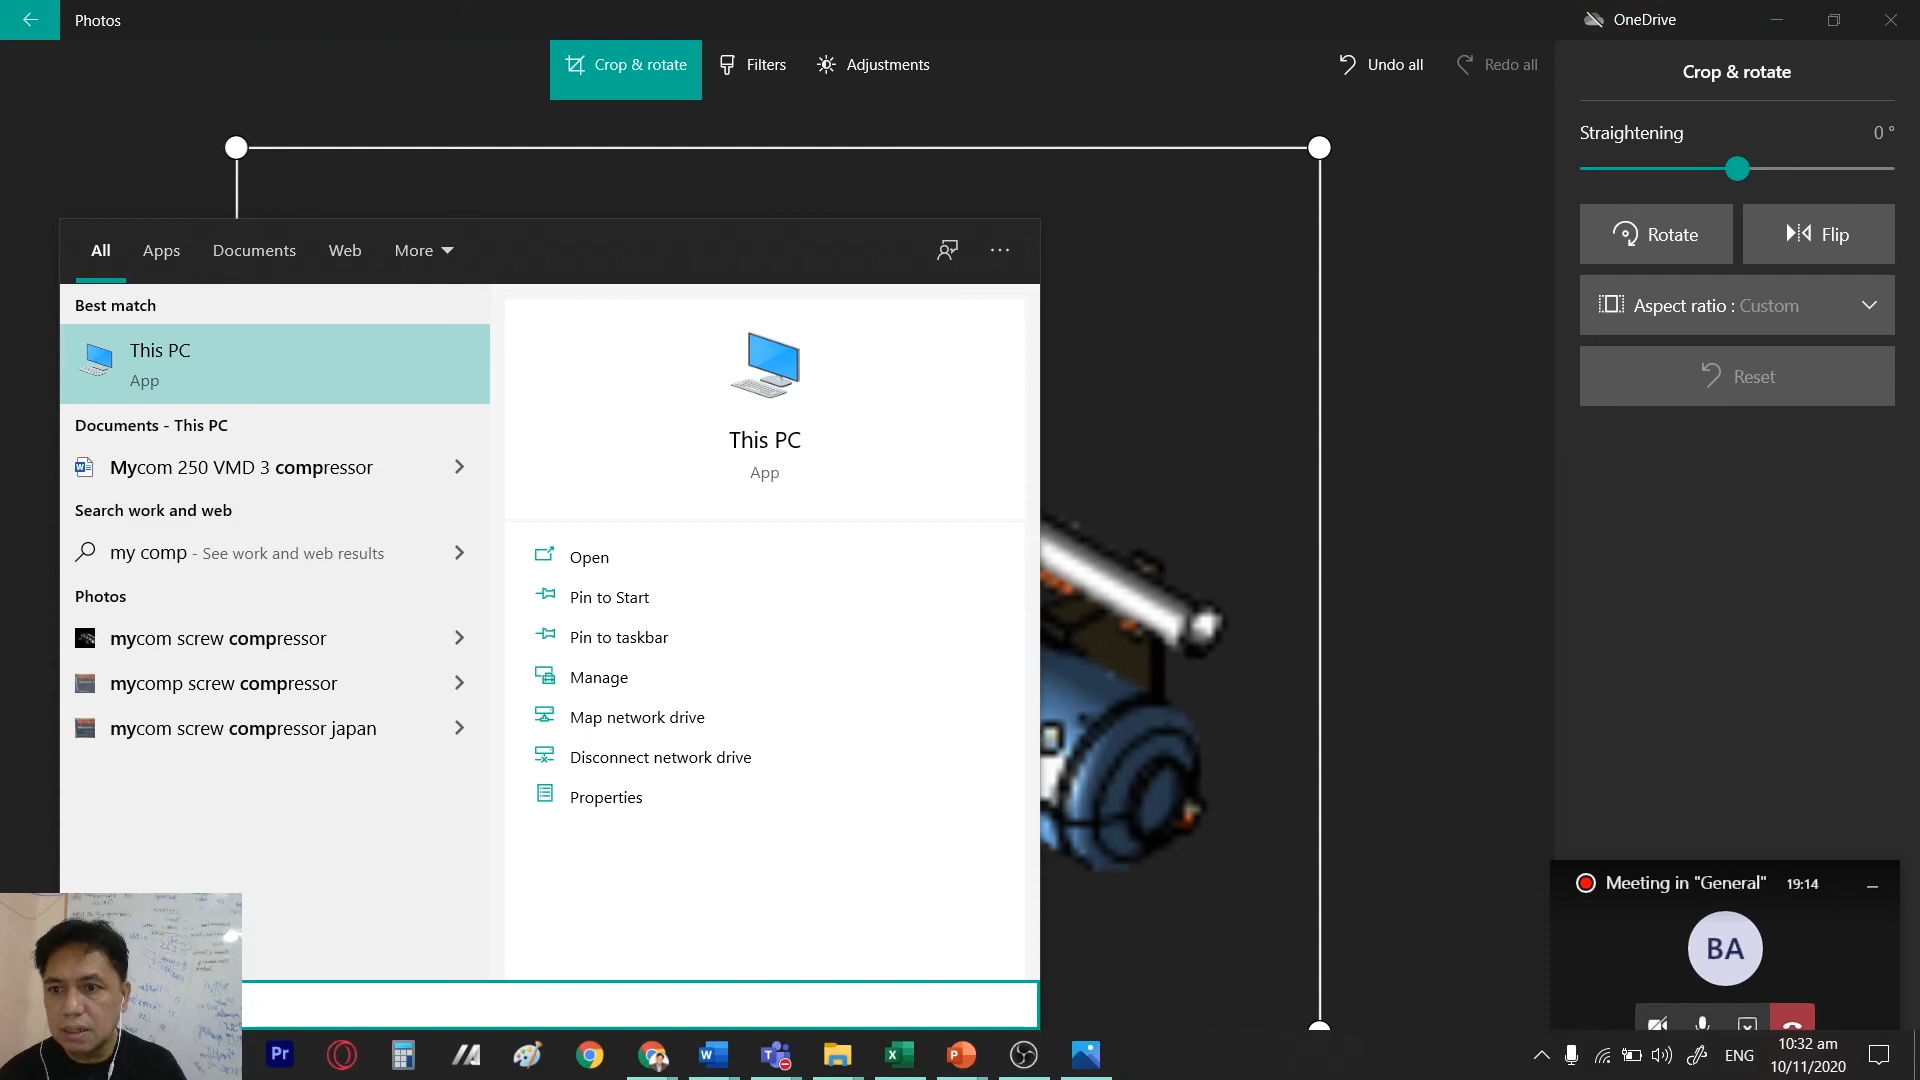 Photos
OneDrive
Crop & rotate
Filters
Adjustments
Undo all
Redo all
Crop & rotate
Straightening
0 °
Rotate
Flip
Aspect ratio : Custom
Reset
All
Apps
Documents
Web
More
Best match
This PC
App
Documents - This PC
Mycom 250 VMD 3 compressor
Search work and web
my comp - See work and web results
Photos
mycom screw compressor
mycomp screw compressor
mycom screw compressor japan
This PC
App
Open
Pin to Start
Pin to taskbar
Manage
Map network drive
Disconnect network drive
Properties
Meeting in "General"
19:14
BA
Pr
ENG
10:32 am
10/11/2020